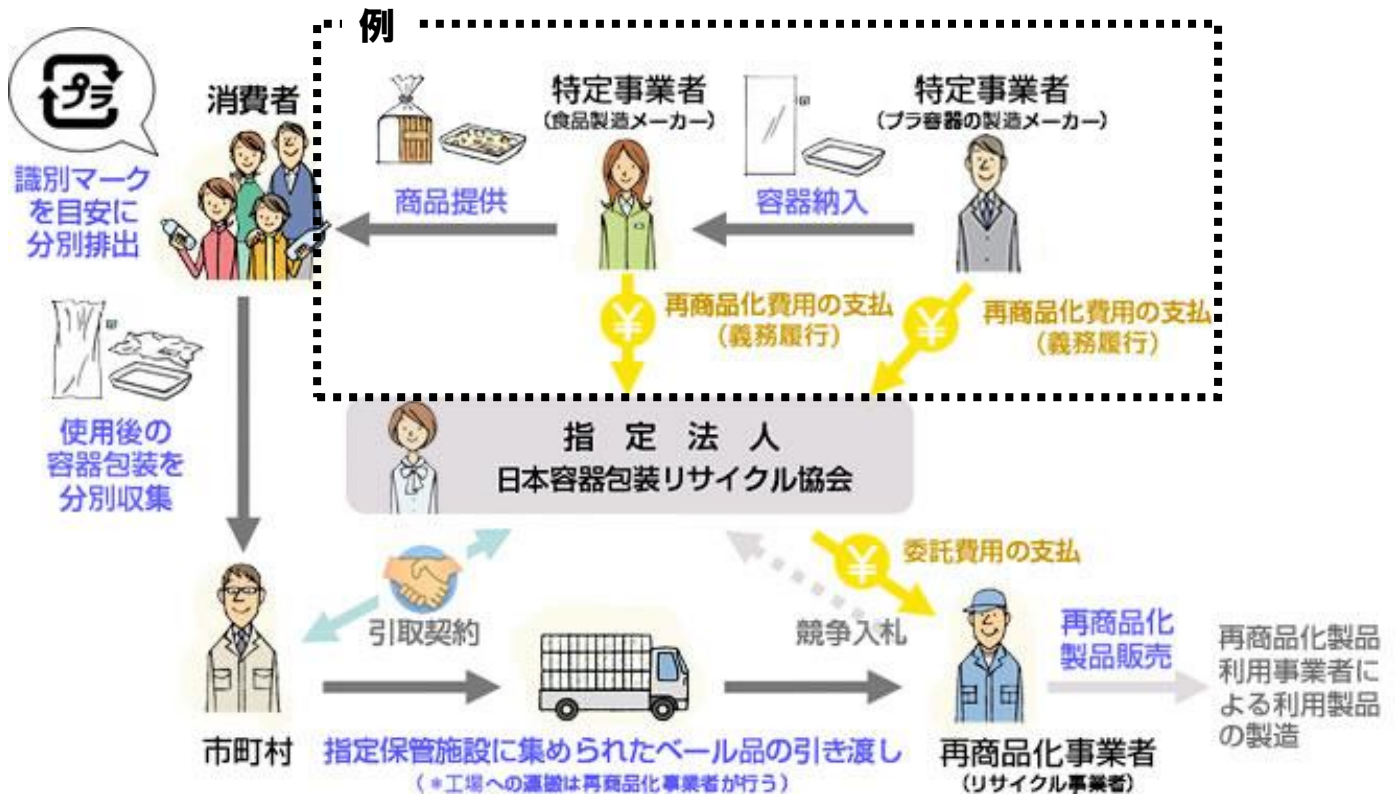 例
プラ
消費者
識別マーク
を目安に
分別排出
特定事業者
(食品製造メーカー)
特定事業者
(プラ容器の製造メーカー)
商品提供
容器納入
¥
再商品化費用の支払
(義務履行)
¥
再商品化費用の支払
(義務履行)
使用後の
容器包装を
分別収集
指定法人
日本容器包装リサイクル協会
引取契約
競争入札
¥
委託費用の支払
市町村
指定保管施設に集められたベール品の引き渡し
(*工場への運搬は再商品化事業者が行う)
再商品化事業者
(リサイクル事業者)
再商品化
製品販売
再商品化製品
利用事業者に
よる利用製品
の製造